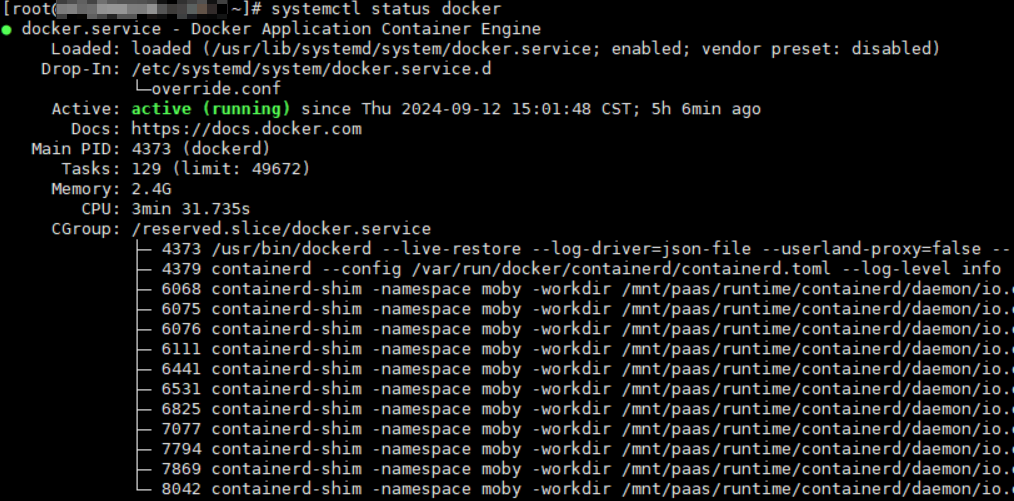 [root@ ~]# systemctl status docker
● docker.service - Docker Application Container Engine
Loaded: loaded (/usr/lib/systemd/system/docker.service; enabled; vendor preset: disabled)
Drop-In: /etc/systemd/system/docker.service.d
└─override.conf
Active: active (running) since Thu 2024-09-12 15:01:48 CST; 5h 6min ago
Docs: https://docs.docker.com
Main PID: 4373 (dockerd)
Tasks: 129 (limit: 49672)
Memory: 2.4G
CPU: 3min 31.735s
CGroup: /reserved.slice/docker.service
├─ 4373 /usr/bin/dockerd --live-restore --log-driver=json-file --userland-proxy=false --
├─ 4379 containerd --config /var/run/docker/containerd/containerd.toml --log-level info
├─ 6068 containerd-shim -namespace moby -workdir /mnt/paas/runtime/containerd/daemon/io.
├─ 6075 containerd-shim -namespace moby -workdir /mnt/paas/runtime/containerd/daemon/io.
├─ 6076 containerd-shim -namespace moby -workdir /mnt/paas/runtime/containerd/daemon/io.
├─ 6111 containerd-shim -namespace moby -workdir /mnt/paas/runtime/containerd/daemon/io.
├─ 6441 containerd-shim -namespace moby -workdir /mnt/paas/runtime/containerd/daemon/io.
├─ 6531 containerd-shim -namespace moby -workdir /mnt/paas/runtime/containerd/daemon/io.
├─ 6825 containerd-shim -namespace moby -workdir /mnt/paas/runtime/containerd/daemon/io.
├─ 7077 containerd-shim -namespace moby -workdir /mnt/paas/runtime/containerd/daemon/io.
├─ 7794 containerd-shim -namespace moby -workdir /mnt/paas/runtime/containerd/daemon/io.
├─ 7869 containerd-shim -namespace moby -workdir /mnt/paas/runtime/containerd/daemon/io.
└─ 8042 containerd-shim -namespace moby -workdir /mnt/paas/runtime/containerd/daemon/io.